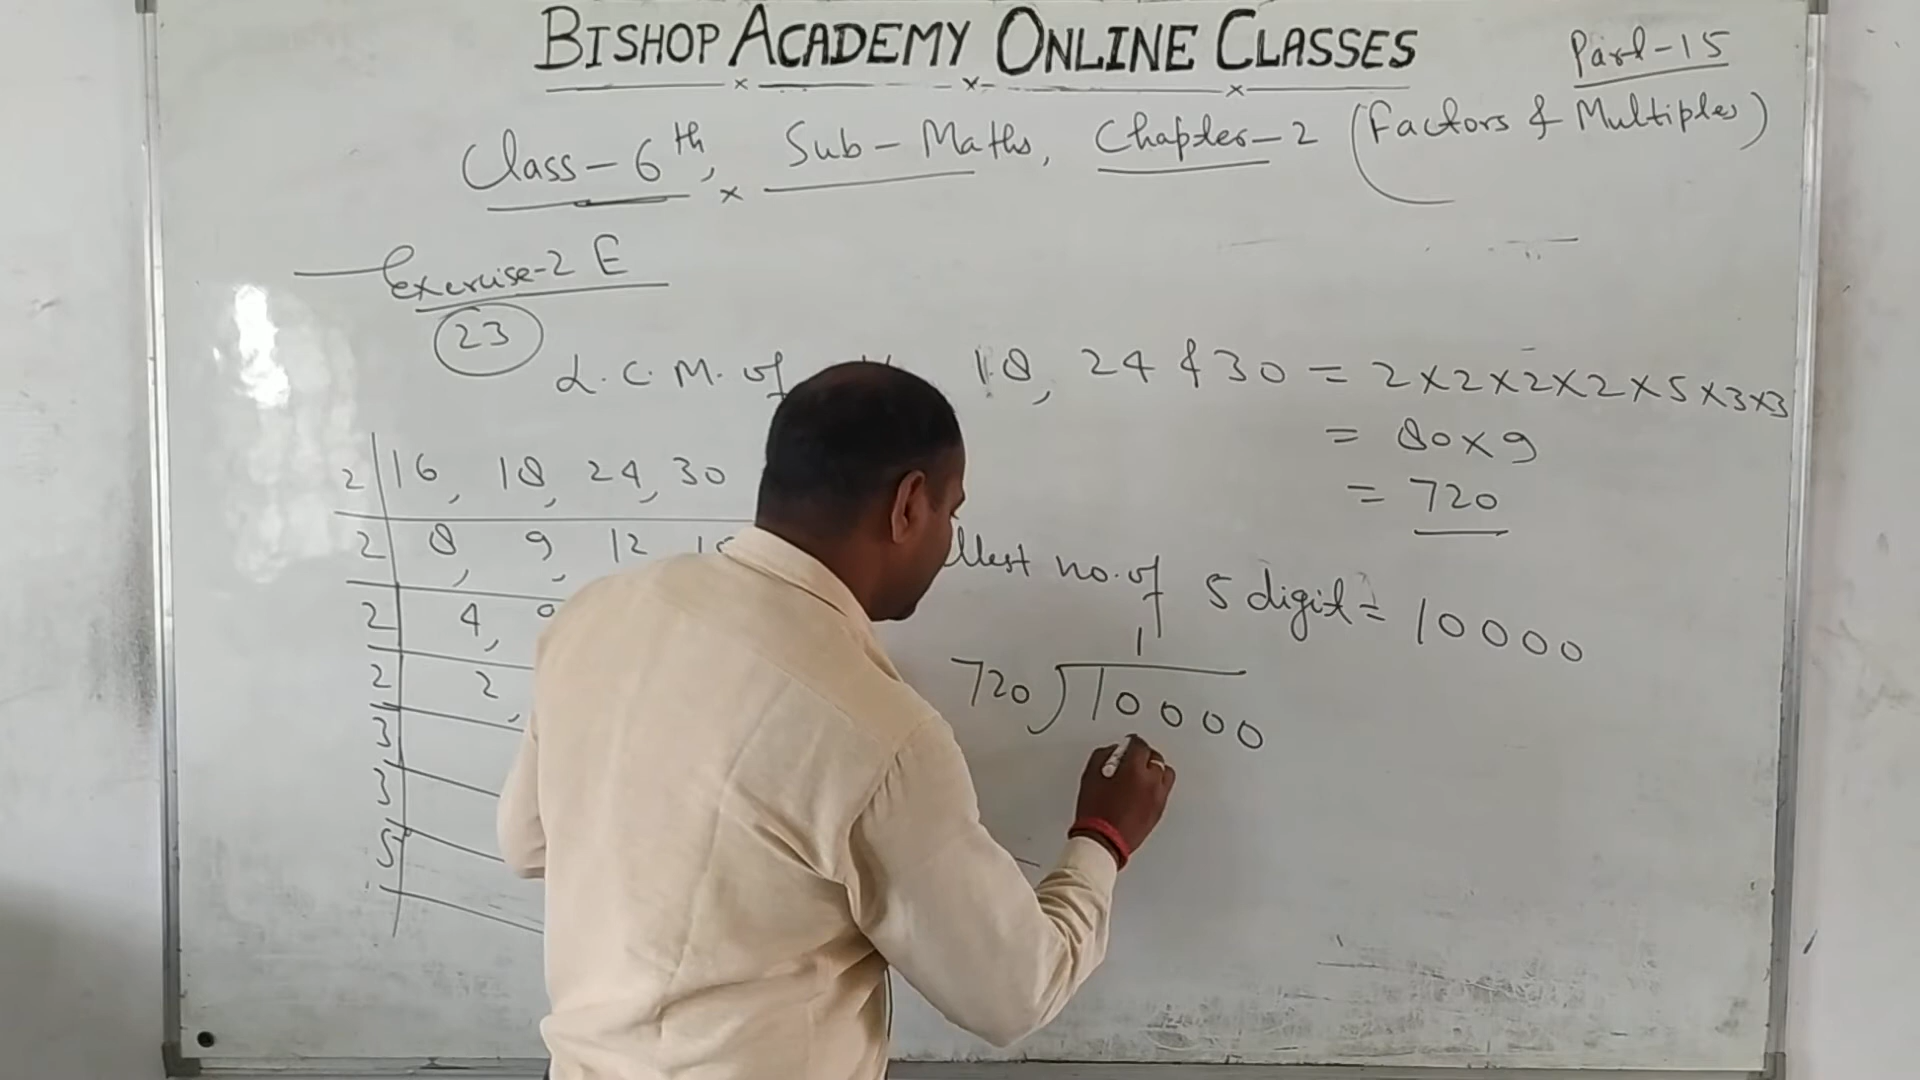 BISHOP ACADEMY ONLINE CLASSES
Part-15
Class-6th, Sub-Maths, Chapter-2 (Factors & Multiples)
Exercise-2 E
23
L.C.M. of 18, 24 & 30 = 2×2×2×2×5×3×3
= 80×9
= 720
2 16, 18, 24, 30
2 8, 9, 12
2 4, 9
2 2,
3
3
5
no. of 5 digit = 10000
1
720 10000